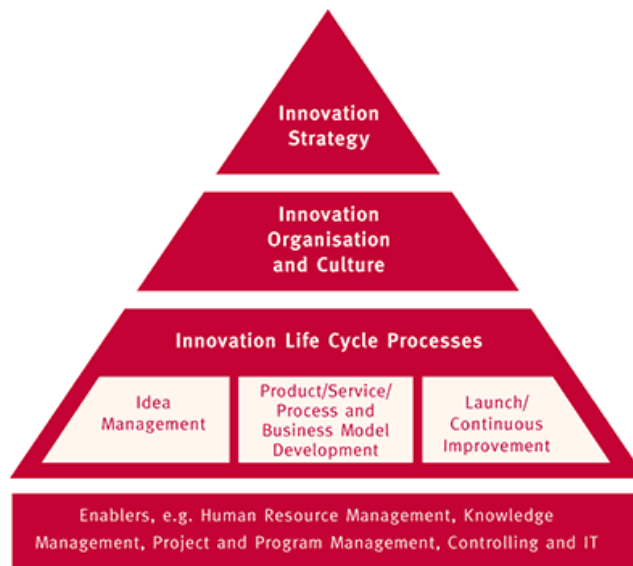 Innovation
Strategy
Innovation
Organisation
and Culture
Innovation Life Cycle Processes
Idea
Management
Product/Service/
Process and
Business Model
Development
Launch/
Continuous
Improvement
Enablers, e.g. Human Resource Management, Knowledge
Management, Project and Program Management, Controlling and IT